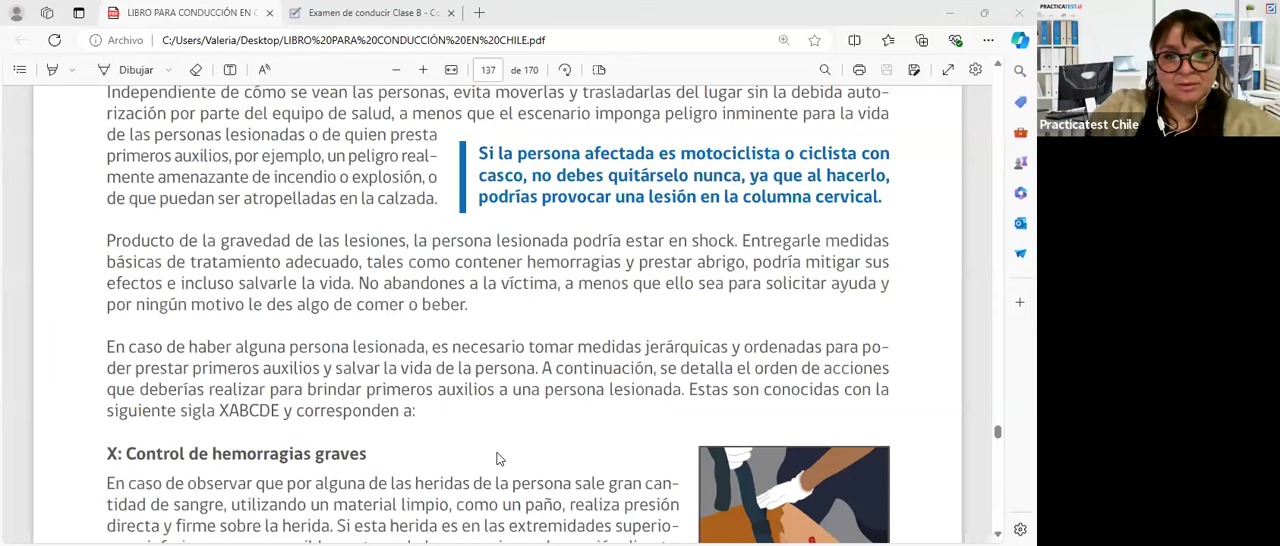 LIBRO PARA CONDUCCIÓN EN C
Examen de conducir Clase B - Co
Archivo
C:/Users/Valeria/Desktop/LIBRO%20PARA%20CONDUCCIÓN%20EN%20CHILE.pdf
Dibujar
137
de 170
PRACTICATEST.cl
Practicatest Chile
Independiente de cómo se vean las personas, evita moverlas y trasladarlas del lugar sin la debida auto-
rización por parte del equipo de salud, a menos que el escenario imponga peligro inminente para la vida
de las personas lesionadas o de quien presta
primeros auxilios, por ejemplo, un peligro real-
mente amenazante de incendio o explosión, o
de que puedan ser atropelladas en la calzada.
Si la persona afectada es motociclista o ciclista con
casco, no debes quitárselo nunca, ya que al hacerlo,
podrías provocar una lesión en la columna cervical.
Producto de la gravedad de las lesiones, la persona lesionada podría estar en shock. Entregarle medidas
básicas de tratamiento adecuado, tales como contener hemorragias y prestar abrigo, podría mitigar sus
efectos e incluso salvarle la vida. No abandones a la víctima, a menos que ello sea para solicitar ayuda y
por ningún motivo le des algo de comer o beber.
En caso de haber alguna persona lesionada, es necesario tomar medidas jerárquicas y ordenadas para po-
der prestar primeros auxilios y salvar la vida de la persona. A continuación, se detalla el orden de acciones
que deberías realizar para brindar primeros auxilios a una persona lesionada. Estas son conocidas con la
siguiente sigla XABCDE y corresponden a:
X: Control de hemorragias graves
En caso de observar que por alguna de las heridas de la persona sale gran can-
tidad de sangre, utilizando un material limpio, como un paño, realiza presión
directa y firme sobre la herida. Si esta herida es en las extremidades superio-